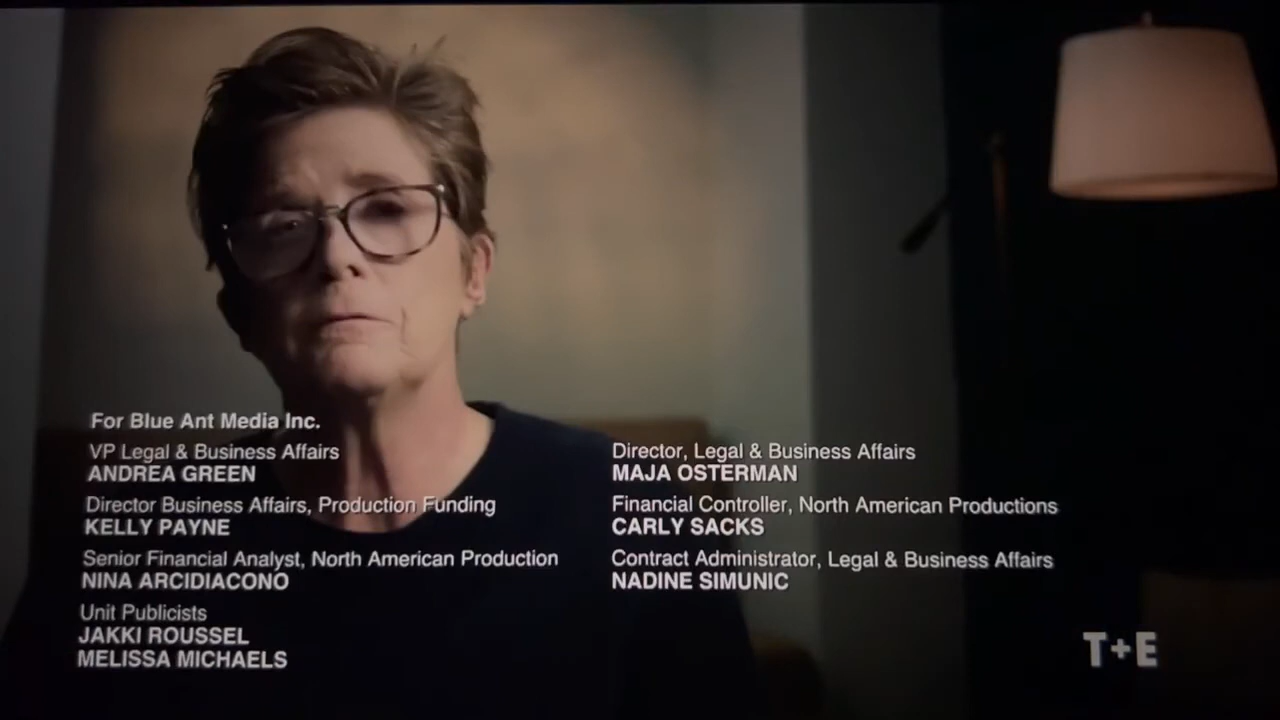 For Blue Ant Media Inc.
VP Legal & Business Affairs
ANDREA GREEN
Director Business Affairs, Production Funding
KELLY PAYNE
Senior Financial Analyst, North American Production
NINA ARCIDIACONO
Unit Publicists
JAKKI ROUSSEL
MELISSA MICHAELS
Director, Legal & Business Affairs
MAJA OSTERMAN
Financial Controller, North American Productions
CARLY SACKS
Contract Administrator, Legal & Business Affairs
NADINE SIMUNIC
T+E